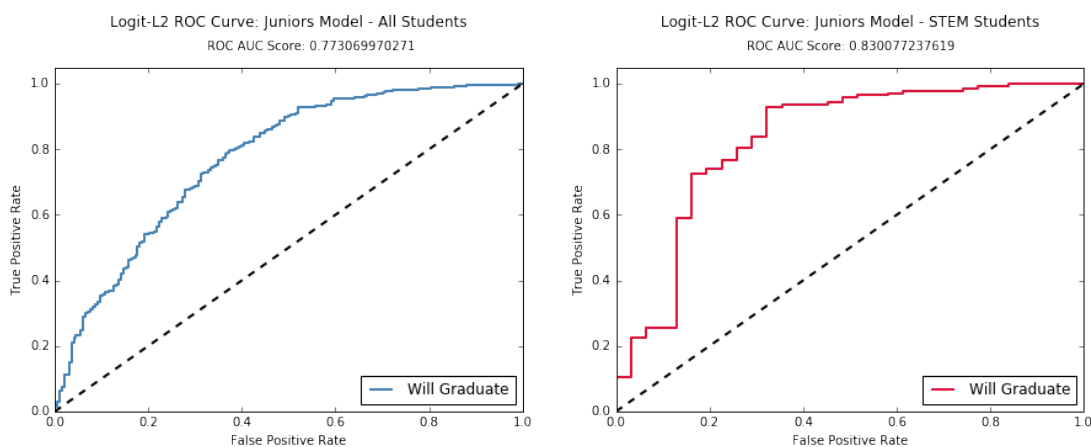 Logit-L2 ROC Curve: Juniors Model - All Students
ROC AUC Score: 0.773069970271
1.0
0.8
0.6
0.4
0.2
0.0
True Positive Rate
0.0 0.2 0.4 0.6 0.8 1.0
False Positive Rate
Will Graduate
Logit-L2 ROC Curve: Juniors Model - STEM Students
ROC AUC Score: 0.830077237619
1.0
0.8
0.6
0.4
0.2
0.0
True Positive Rate
0.0 0.2 0.4 0.6 0.8 1.0
False Positive Rate
Will Graduate